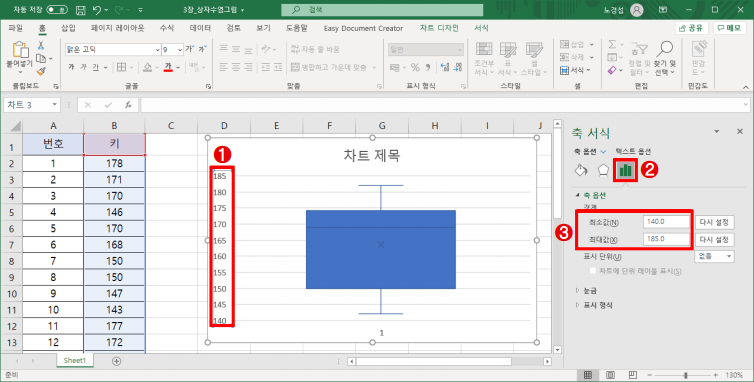 자동 저장
3장_상자수염그림
검색
노경섭
파일 홈 삽입 페이지 레이아웃 수식 데이터 검토 보기 도움말 Easy Document Creator 차트 디자인 서식 공유 메모
붙여넣기
맑은 고딕 9
가 가 가
자동 줄 바꿈
병합하고 가운데 맞춤
일반
조건부 서식
표 서식
셀 스타일
삽입
삭제
서식
정렬 및 필터
찾기 및 선택
민감도
클립보드 글꼴 맞춤 표시 형식 스타일 셀 편집 민감도
차트 3
fx
A B C D E F G H I J
1 번호 키
2 1 178
3 2 171
4 3 170
5 4 146
6 5 170
7 6 168
8 7 150
9 8 150
10 9 147
11 10 143
12 11 177
13 12 172
차트 제목
1
185
180
175
170
165
160
155
150
145
140
1
축 서식
축 옵션 텍스트 옵션
2
축 옵션
경계
3
최소값(N) 140.0 다시 설정
최대값(X) 185.0 다시 설정
표시 단위(U) 없음
차트에 단위 레이블 표시(S)
눈금
표시 형식
Sheet1
준비
130%